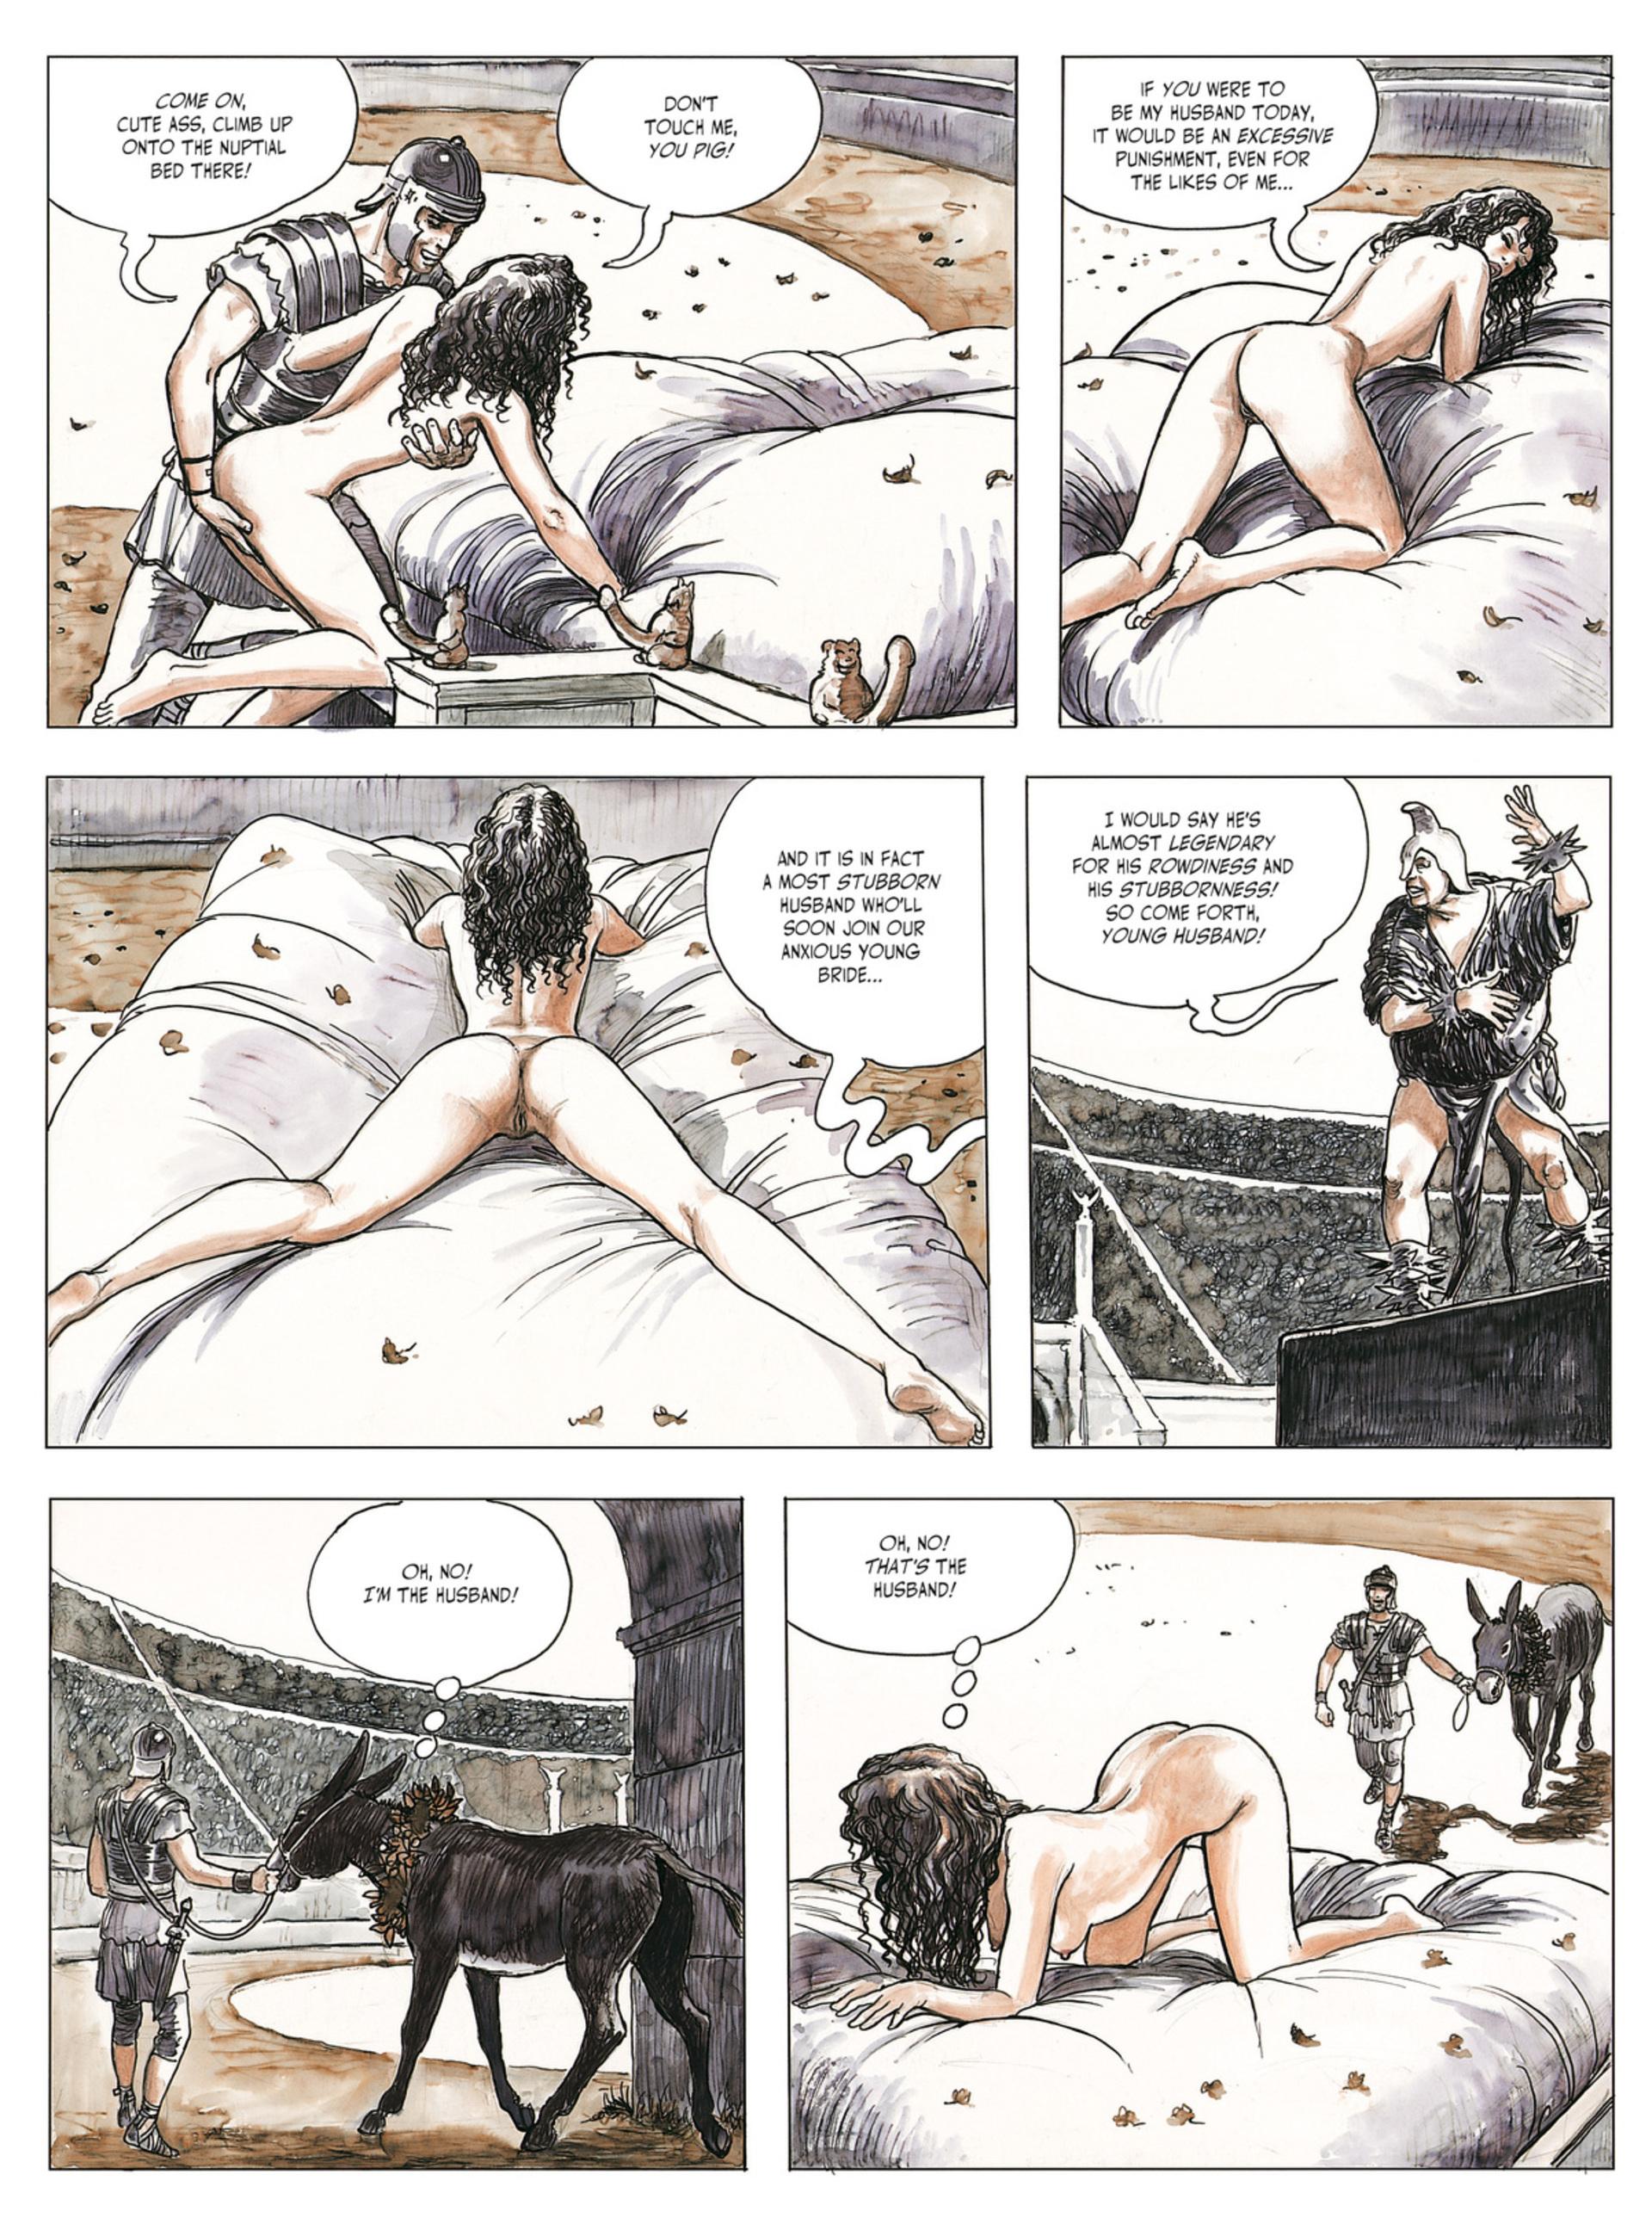 COME ON,
CUTE ASS, CLIMB UP
ONTO THE NUPTIAL
BED THERE!
DON'T
TOUCH ME,
YOU PIG!
IF YOU WERE TO
BE MY HUSBAND TODAY,
IT WOULD BE AN EXCESSIVE
PUNISHMENT, EVEN FOR
THE LIKES OF ME...
AND IT IS IN FACT
A MOST STUBBORN
HUSBAND WHO'LL
SOON JOIN OUR
ANXIOUS YOUNG
BRIDE...
I WOULD SAY HE'S
ALMOST LEGENDARY
FOR HIS ROWDINESS AND
HIS STUBBORNNESS!
SO COME FORTH,
YOUNG HUSBAND!
OH, NO!
I'M THE HUSBAND!
OH, NO!
THAT'S THE
HUSBAND!